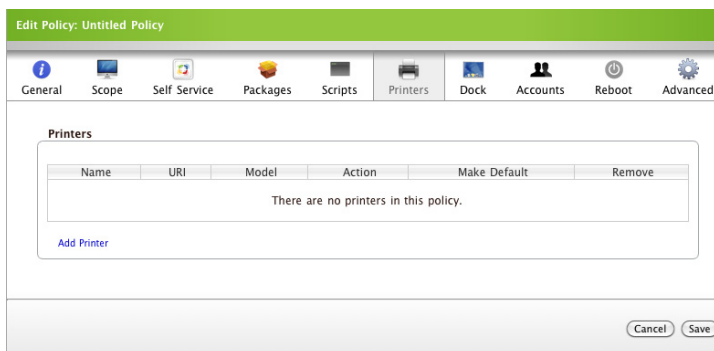 Edit Policy: Untitled Policy
General Scope Self Service Packages Scripts Printers Dock Accounts Reboot Advanced
Printers
Name URI Model Action Make Default Remove
There are no printers in this policy.
Add Printer
Cancel Save